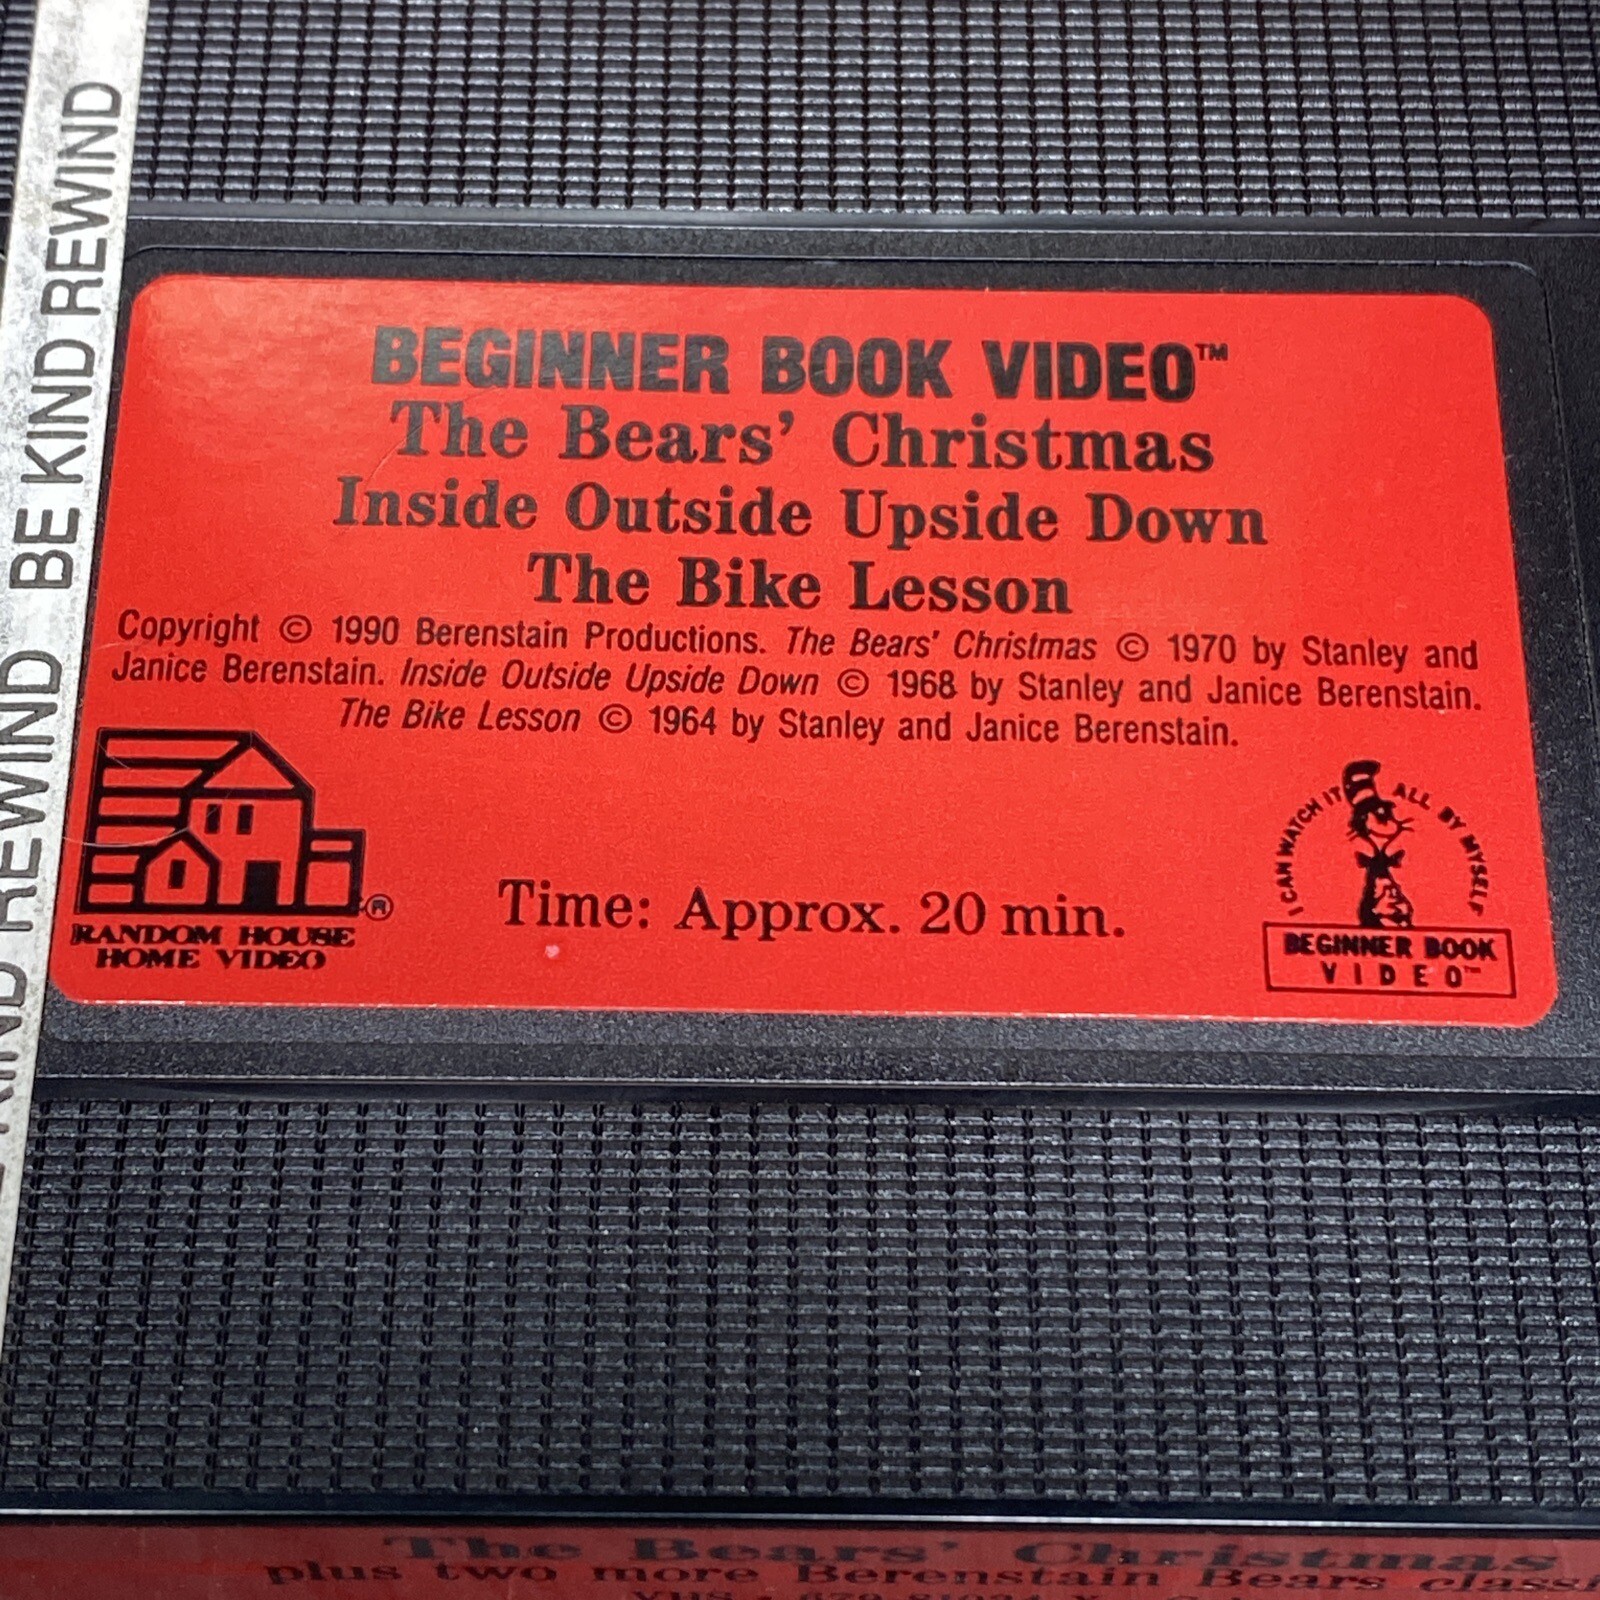 BE KIND REWIND
REWIND
BEGINNER BOOK VIDEO™
The Bears' Christmas
Inside Outside Upside Down
The Bike Lesson
Copyright © 1990 Berenstain Productions. The Bears' Christmas © 1970 by Stanley and
Janice Berenstain. Inside Outside Upside Down © 1968 by Stanley and Janice Berenstain.
The Bike Lesson © 1964 by Stanley and Janice Berenstain.
®
RANDOM HOUSE
HOME VIDEO
Time: Approx. 20 min.
I CAN WATCH IT ALL BY MYSELF
BEGINNER BOOK
VIDEO™
The Bears' Christmas
plus two more Berenstain Bears